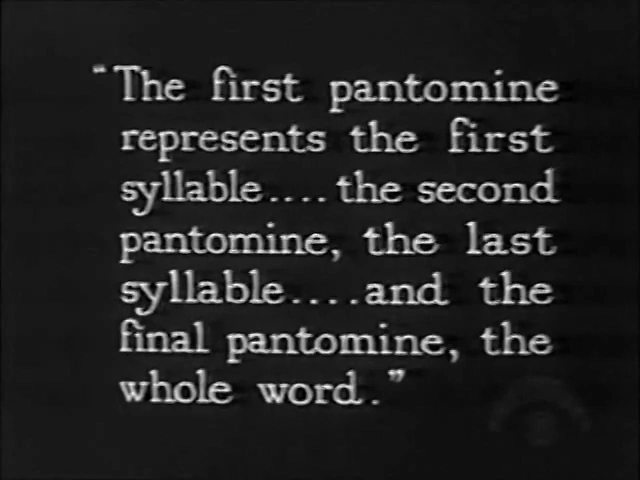 “The first pantomine
represents the first
syllable.... the second
pantomine, the last
syllable....and the
final pantomine, the
whole word.”